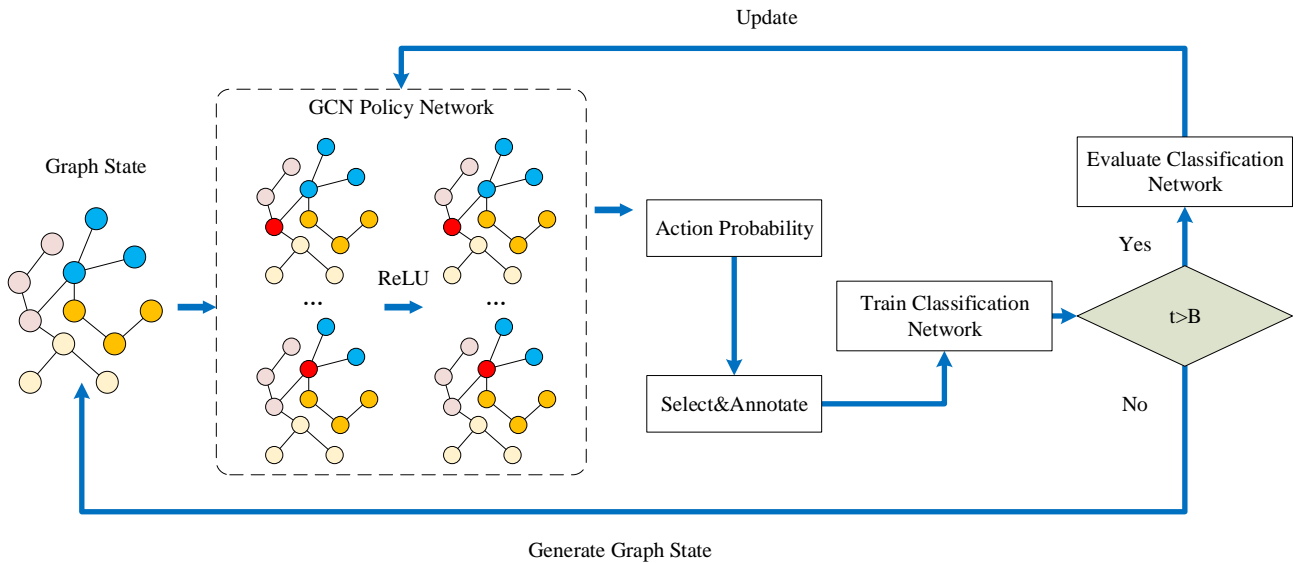 Update
GCN Policy Network
Graph State
Evaluate Classification
Network
Action Probability
Yes
ReLU
...
...
Train Classification
Network
t>B
...
...
Select&Annotate
No
Generate Graph State